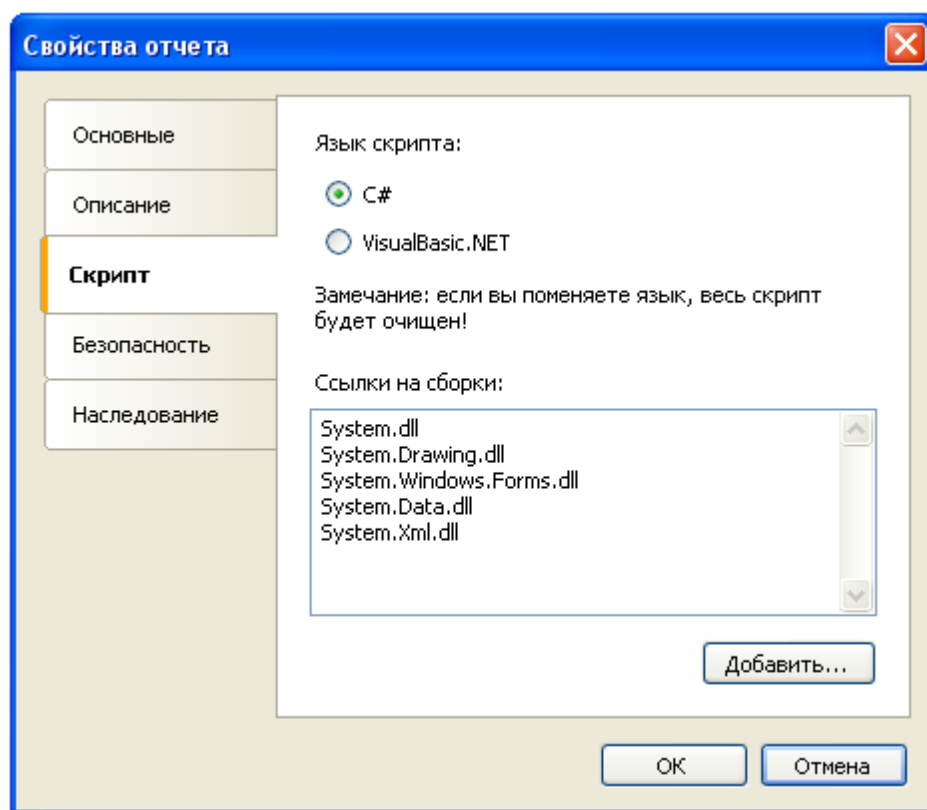 Свойства отчета
Основные
Описание
Скрипт
Безопасность
Наследование
Язык скрипта:
C#
VisualBasic.NET
Замечание: если вы поменяете язык, весь скрипт
будет очищен!
Ссылки на сборки:
System.dll
System.Drawing.dll
System.Windows.Forms.dll
System.Data.dll
System.Xml.dll
Добавить...
ОК
Отмена